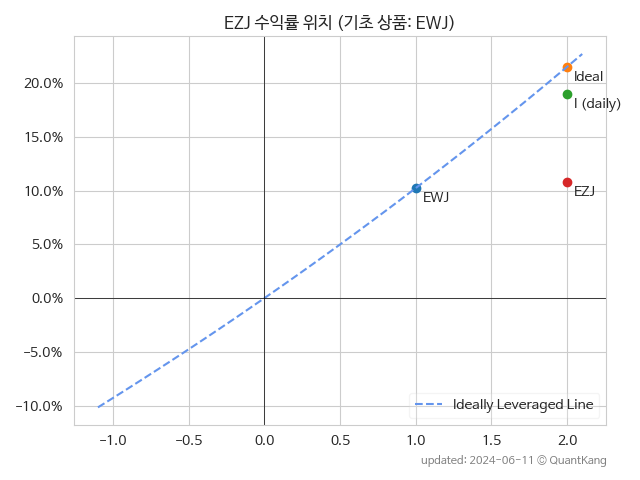 EZJ 수익률 위치 (기초 상품: EWJ)
20.0%
15.0%
10.0%
5.0%
0.0%
−5.0%
−10.0%
Ideal
I (daily)
EZJ
EWJ
Ideally Leveraged Line
−1.0 −0.5 0.0 0.5 1.0 1.5 2.0
updated: 2024-06-11 © QuantKang